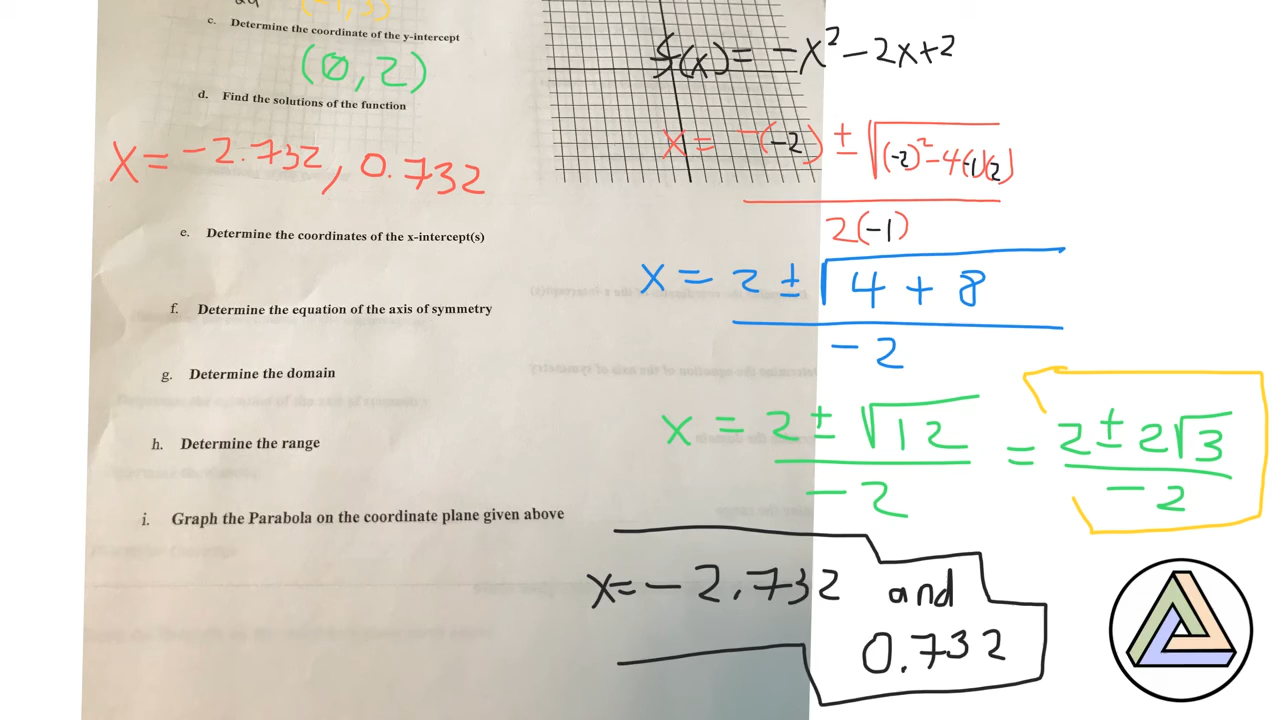 (-1, 3)
c. Determine the coordinate of the y-intercept
(0, 2)
d. Find the solutions of the function
x = -2.732, 0.732
e. Determine the coordinates of the x-intercept(s)
f. Determine the equation of the axis of symmetry
g. Determine the domain
h. Determine the range
i. Graph the Parabola on the coordinate plane given above
f(x) = -x² - 2x + 2
x = -(-2) ± √(-2)² - 4(-1)(2)
2(-1)
x = 2 ± √4 + 8
-2
x = 2 ± √12 = 2 ± 2√3
-2 -2
x = -2.732 and
0.732